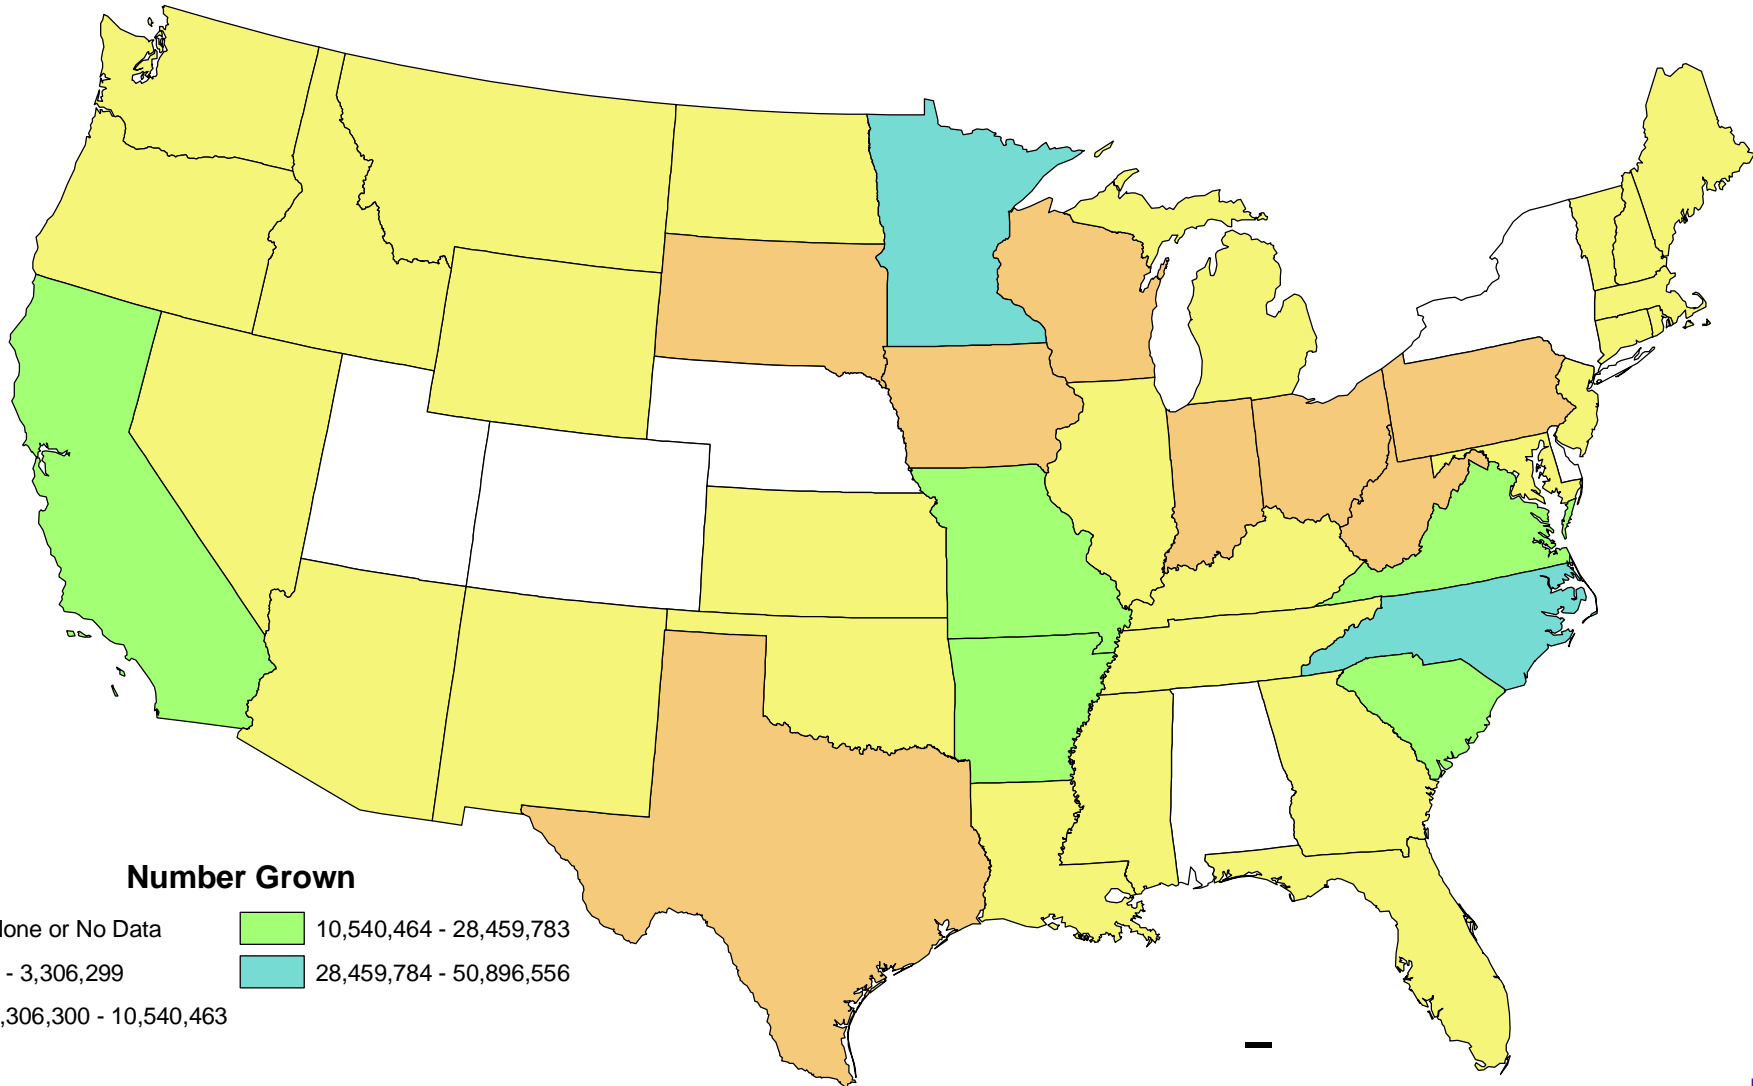 Number Grown
None or No Data
- 3,306,299
,306,300 - 10,540,463
10,540,464 - 28,459,783
28,459,784 - 50,896,556